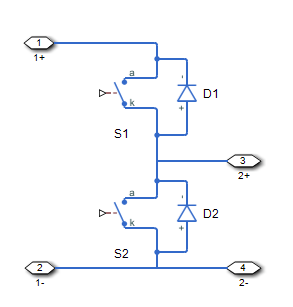 1
1+
a
-
D1
k
+
S1
3
2+
a
-
D2
k
+
S2
2
1-
4
2-